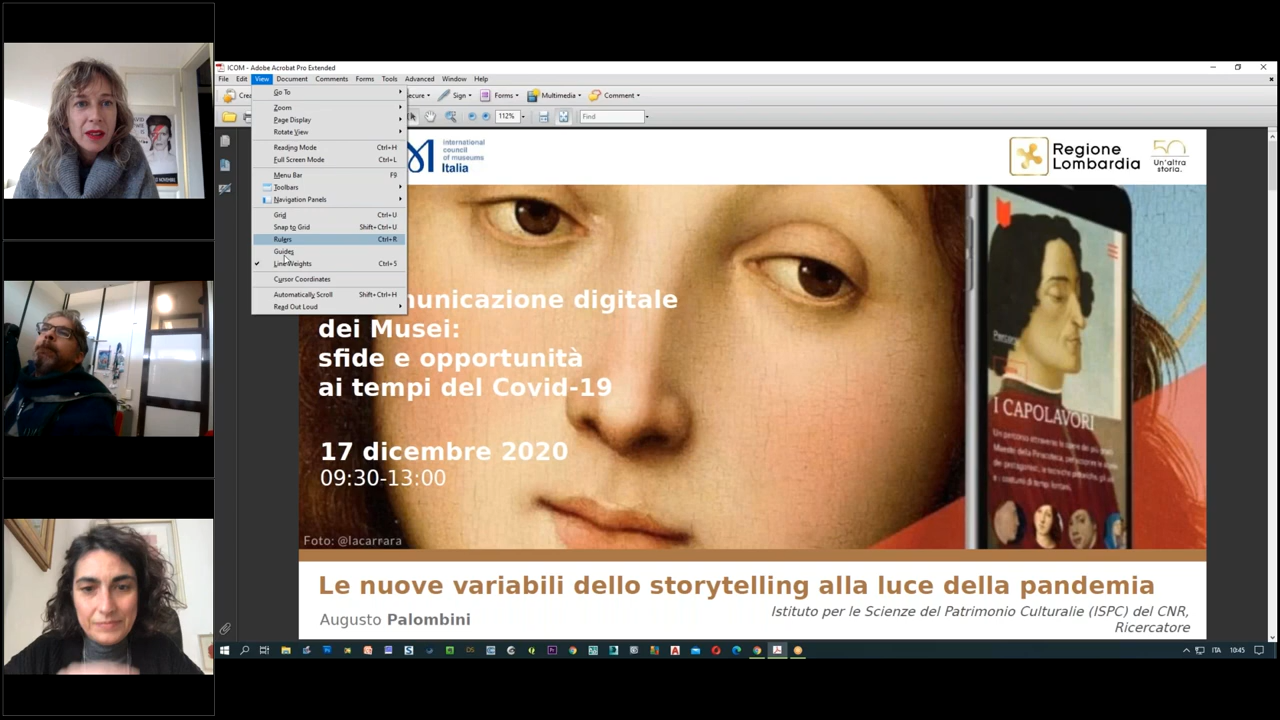 ICOM - Adobe Acrobat Pro Extended
File Edit View Document Comments Forms Tools Advanced Window Help
Sign Forms Multimedia Comment
112% Find
Go To
Zoom
Page Display
Rotate View
Reading Mode Ctrl+H
Full Screen Mode Ctrl+L
Menu Bar F9
Toolbars
Navigation Panels
Grid Ctrl+U
Snap to Grid Shift+Ctrl+U
Rulers Ctrl+R
Guides
Line Weights Ctrl+5
Cursor Coordinates
Automatically Scroll Shift+Ctrl+H
Read Out Loud
international
council
of museums
Italia
Regione
Lombardia
50
Un'altra
storia.
municazione digitale
dei Musei:
sfide e opportunità
ai tempi del Covid-19
17 dicembre 2020
09:30-13:00
I CAPOLAVORI
Foto: @lacarrara
Le nuove variabili dello storytelling alla luce della pandemia
Augusto Palombini
Istituto per le Scienze del Patrimonio Culturalie (ISPC) del CNR,
Ricercatore
ITA 10:45